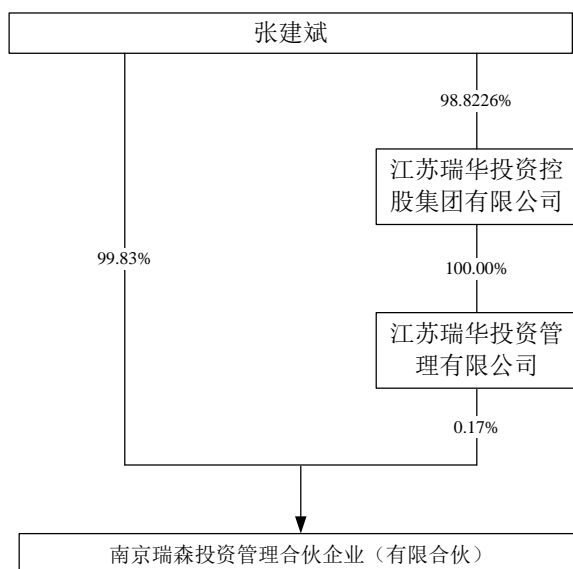 张建斌
98.8226%
江苏瑞华投资控
股集团有限公司
99.83%
100.00%
江苏瑞华投资管
理有限公司
0.17%
南京瑞森投资管理合伙企业（有限合伙）